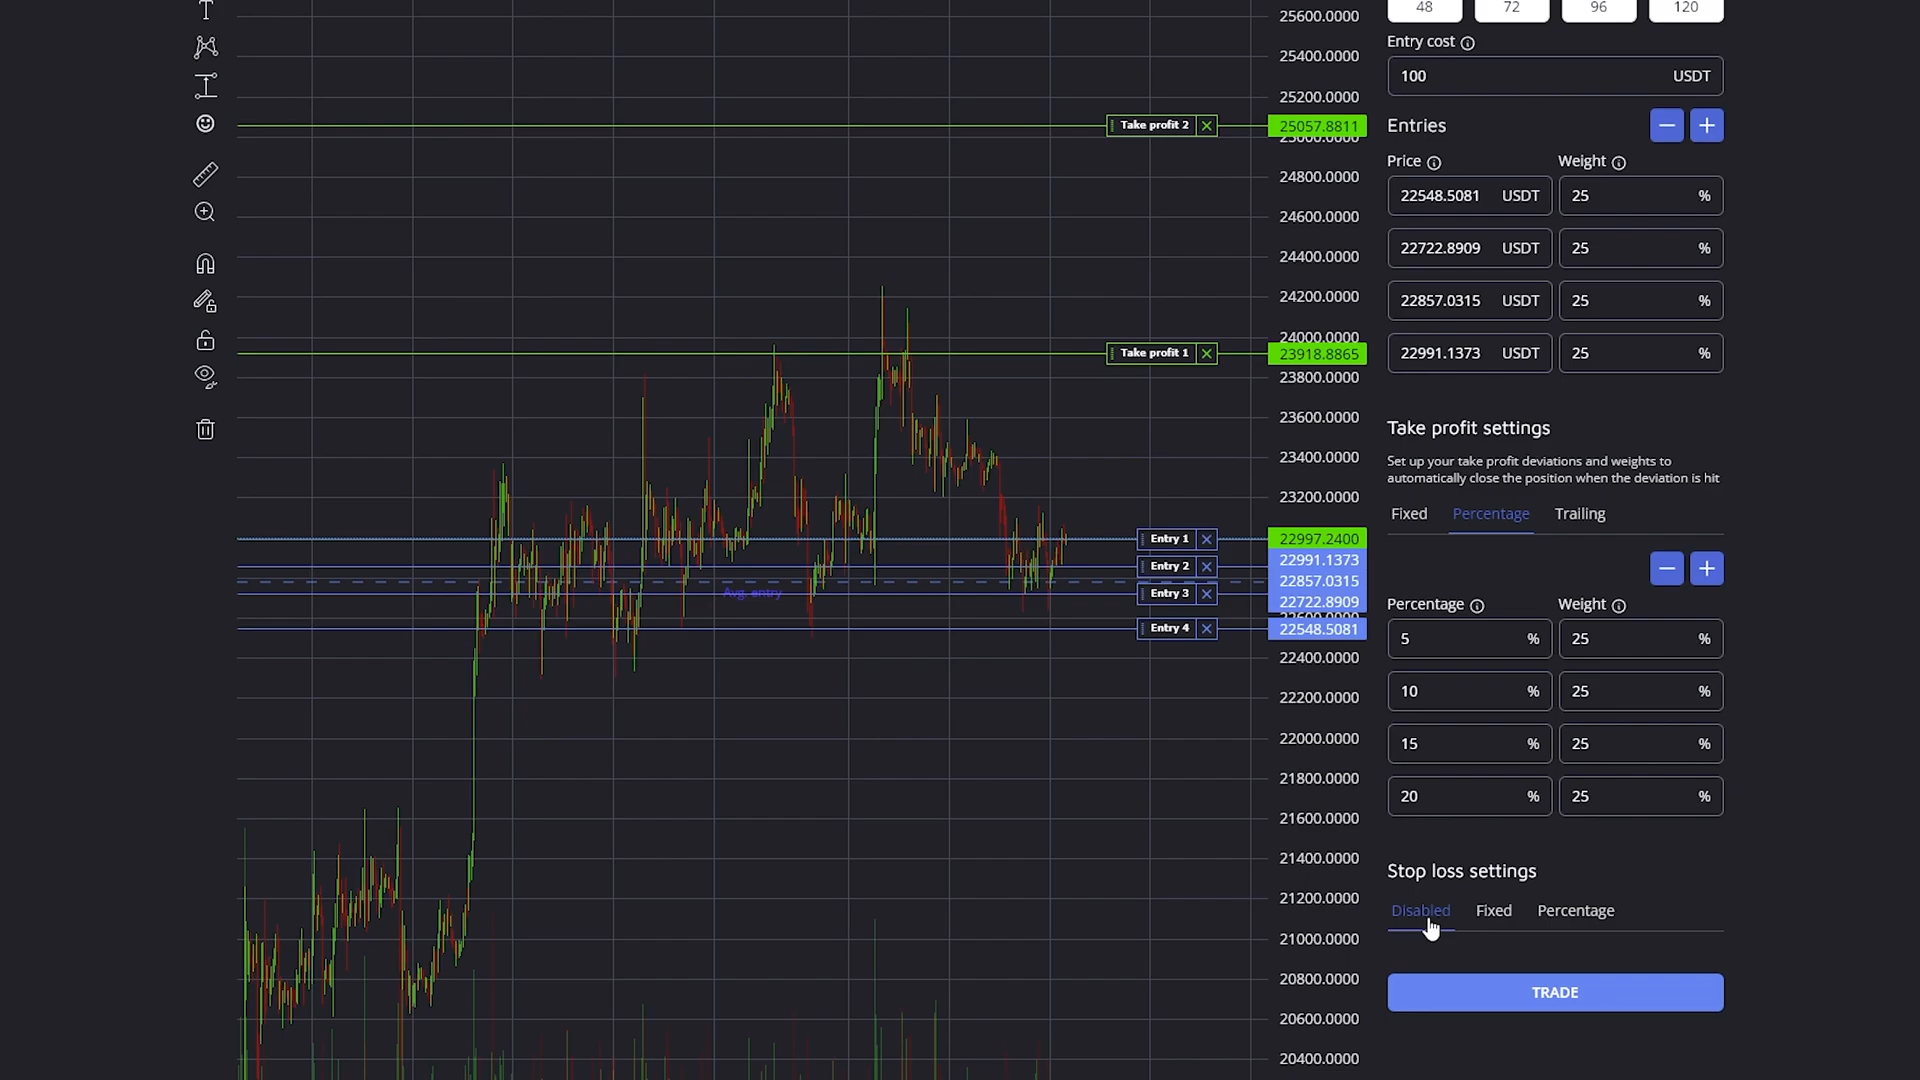 25600.0000
25400.0000
25200.0000
Take profit 2
25057.8811
25000.0000
24800.0000
24600.0000
24400.0000
24200.0000
24000.0000
Take profit 1
23918.8865
23800.0000
23600.0000
23400.0000
23200.0000
Entry 1
22997.2400
22991.1373
Entry 2
22857.0315
Avg. entry
Entry 3
22722.8909
22600.0000
Entry 4
22548.5081
22400.0000
22200.0000
22000.0000
21800.0000
21600.0000
21400.0000
21200.0000
21000.0000
20800.0000
20600.0000
20400.0000
48 72 96 120
Entry cost
100 USDT
Entries
Price Weight
22548.5081 USDT 25 %
22722.8909 USDT 25 %
22857.0315 USDT 25 %
22991.1373 USDT 25 %
Take profit settings
Set up your take profit deviations and weights to
automatically close the position when the deviation is hit
Fixed Percentage Trailing
Percentage Weight
5 % 25 %
10 % 25 %
15 % 25 %
20 % 25 %
Stop loss settings
Disabled Fixed Percentage
TRADE